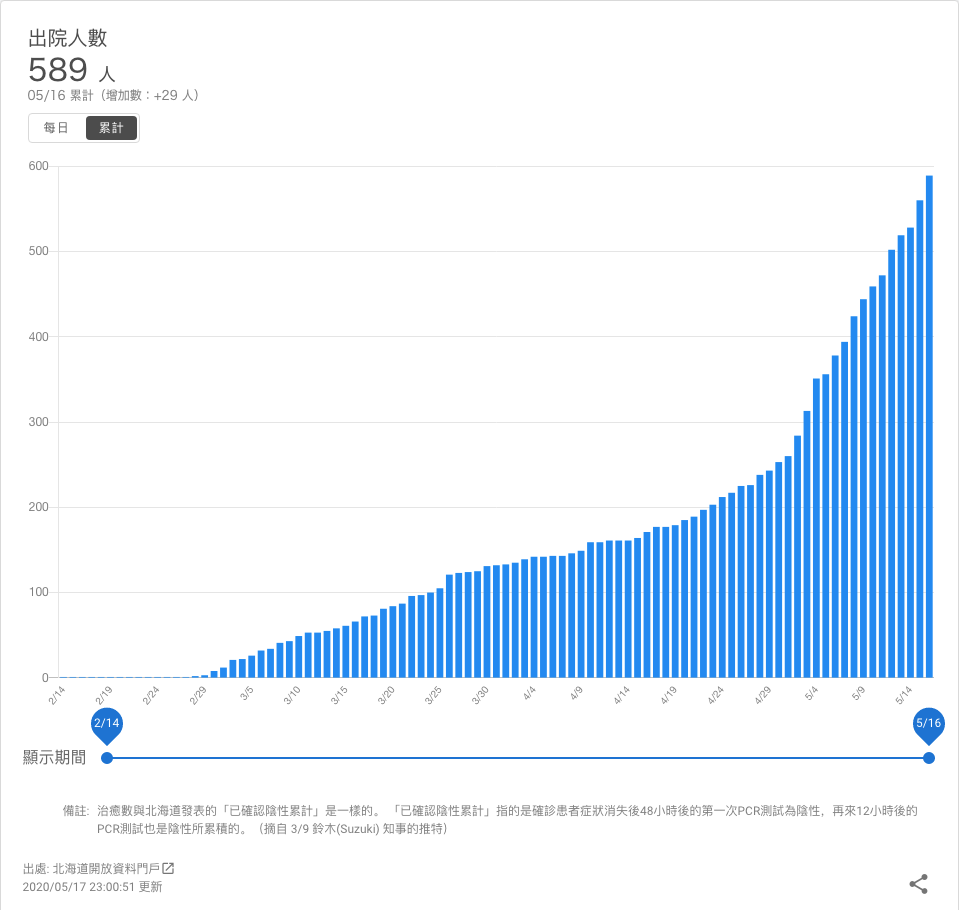 出院人數
589 人
05/16 累計（增加數：+29 人）
每日 累計
600
500
400
300
200
100
0
2/14 2/19 2/24 2/29 3/5 3/10 3/15 3/20 3/25 3/30 4/4 4/9 4/14 4/19 4/24 4/29 5/4 5/9 5/14
2/14 5/16
顯示期間
備註: 治癒數與北海道發表的「已確認陰性累計」是一樣的。 「已確認陰性累計」指的是確診患者症狀消失後48小時後的第一次PCR測試為陰性，再來12小時後的
PCR測試也是陰性所累積的。（摘自 3/9 鈴木(Suzuki) 知事的推特）
出處: 北海道開放資料門戶
2020/05/17 23:00:51 更新